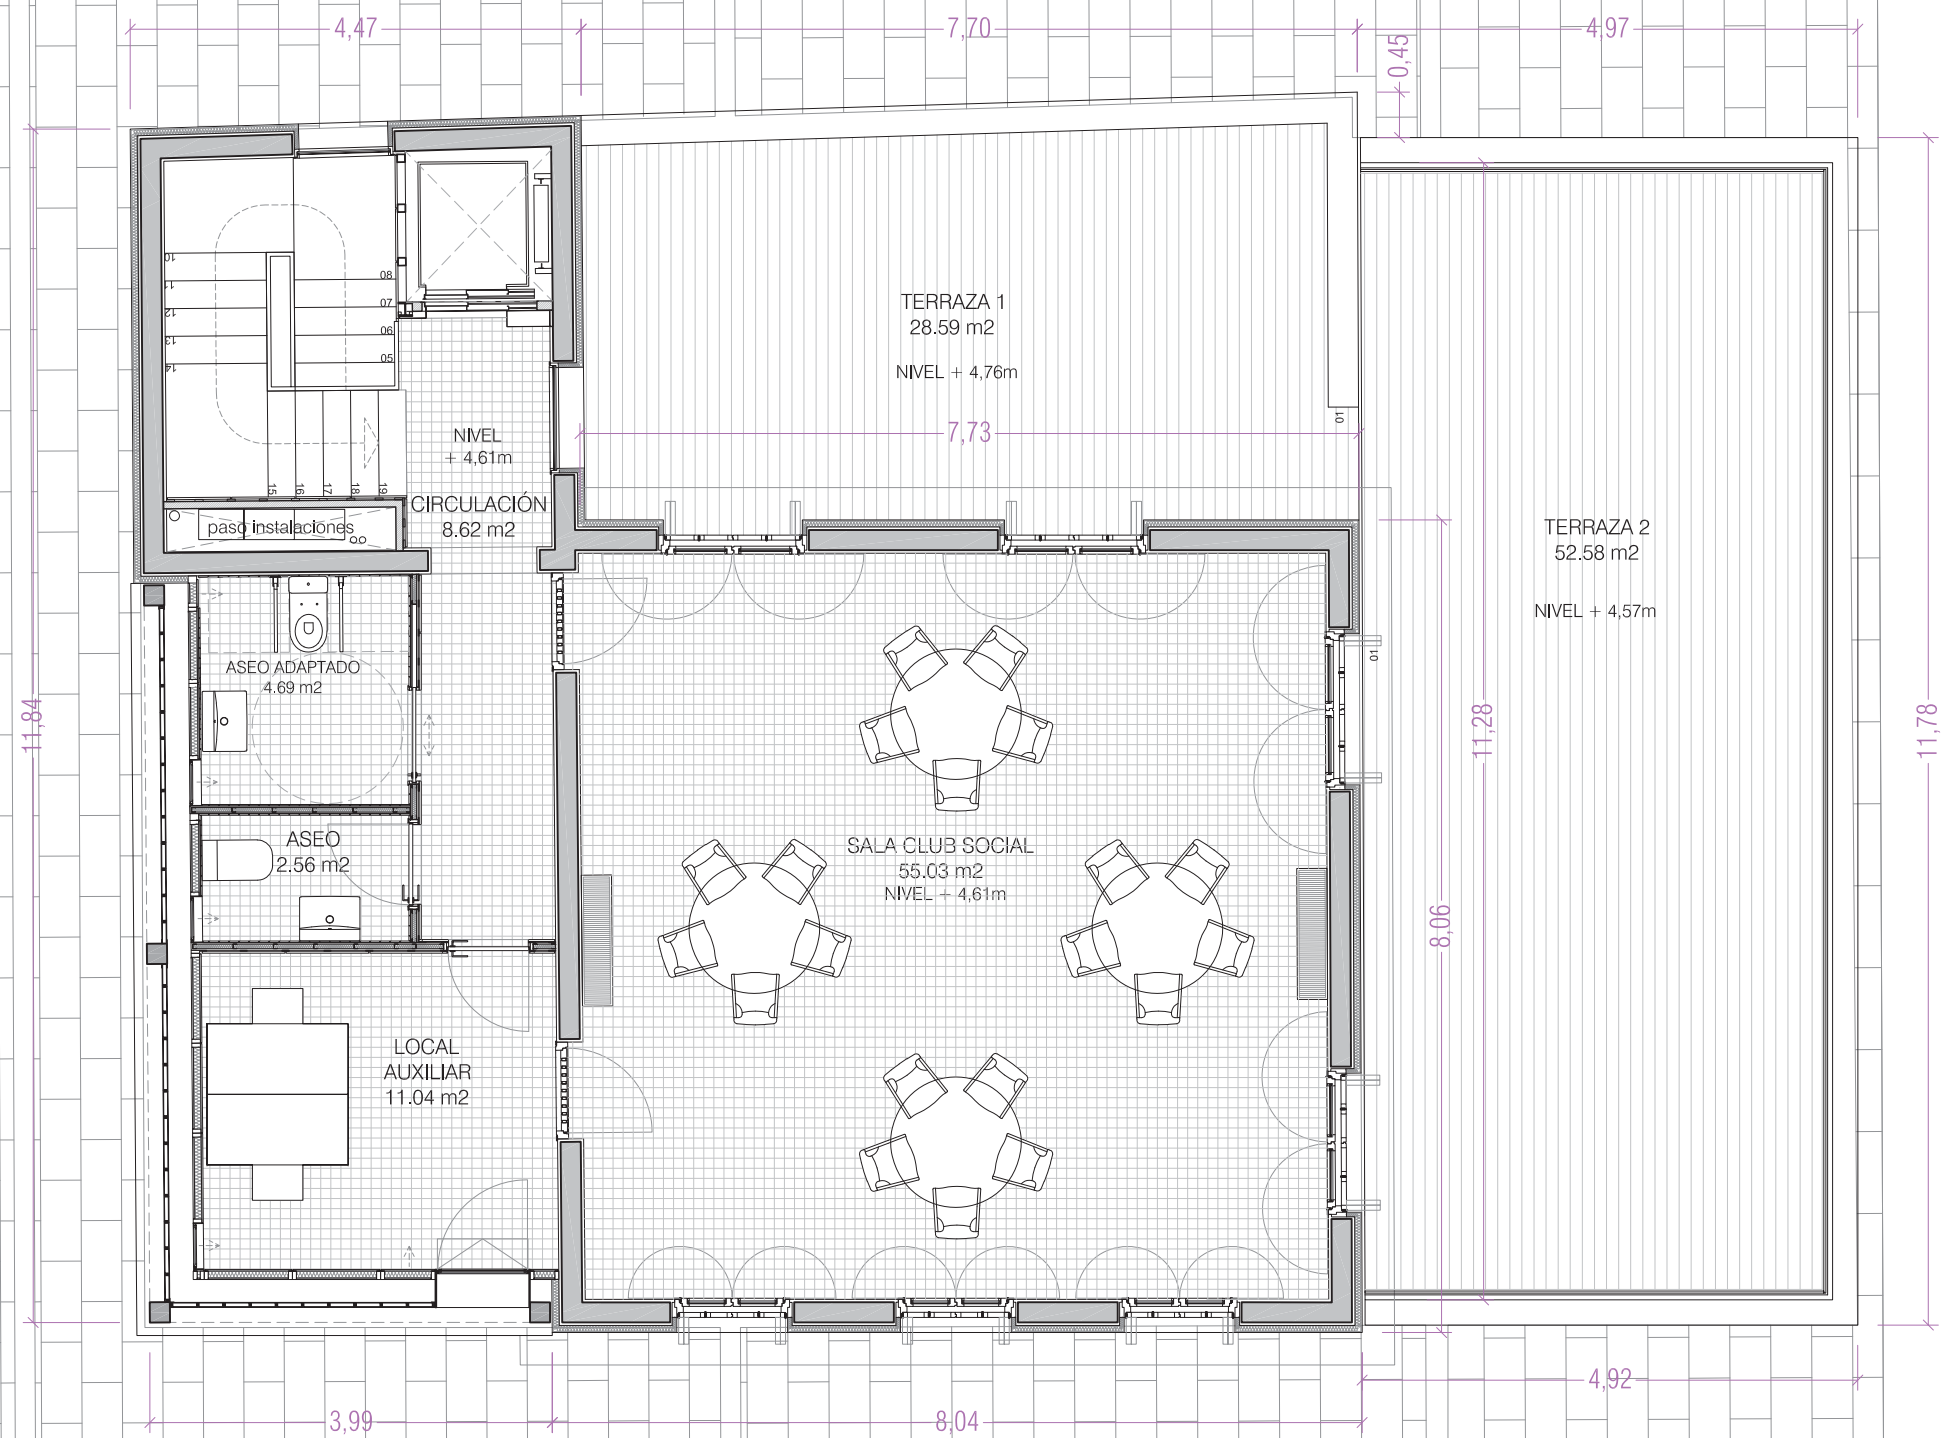 4,47
7,70
4,97
0,45
10
11
12
13
14
08
07
06
05
15
16
17
18
19
TERRAZA 1
28.59 m2
NIVEL + 4,76m
7,73
01
NIVEL
+ 4,61m
CIRCULACIÓN
8.62 m2
paso instalaciones
TERRAZA 2
52.58 m2
NIVEL + 4,57m
01
ASEO ADAPTADO
4.69 m2
11,84
11,28
11,78
8,06
ASEO
2.56 m2
SALA CLUB SOCIAL
55.03 m2
NIVEL + 4,61m
LOCAL
AUXILIAR
11.04 m2
4,92
3,99
8,04